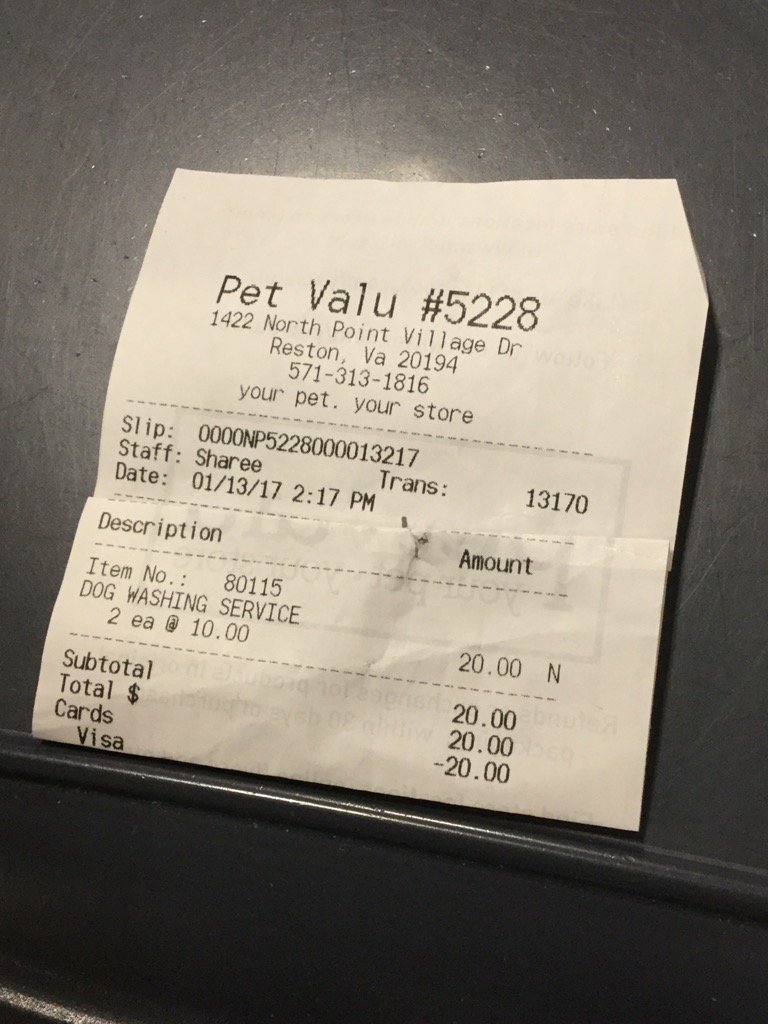 Pet Valu #5228
1422 North Point Village Dr
Reston, Va 20194
571-313-1816
your pet. your store
Slip: 0000NP5228000013217
Staff: Sharee Trans: 13170
Date: 01/13/17 2:17 PM
Description Amount
Item No.: 80115
DOG WASHING SERVICE
2 ea @ 10.00 20.00 N
Subtotal 20.00
Total $ 20.00
Cards
Visa -20.00